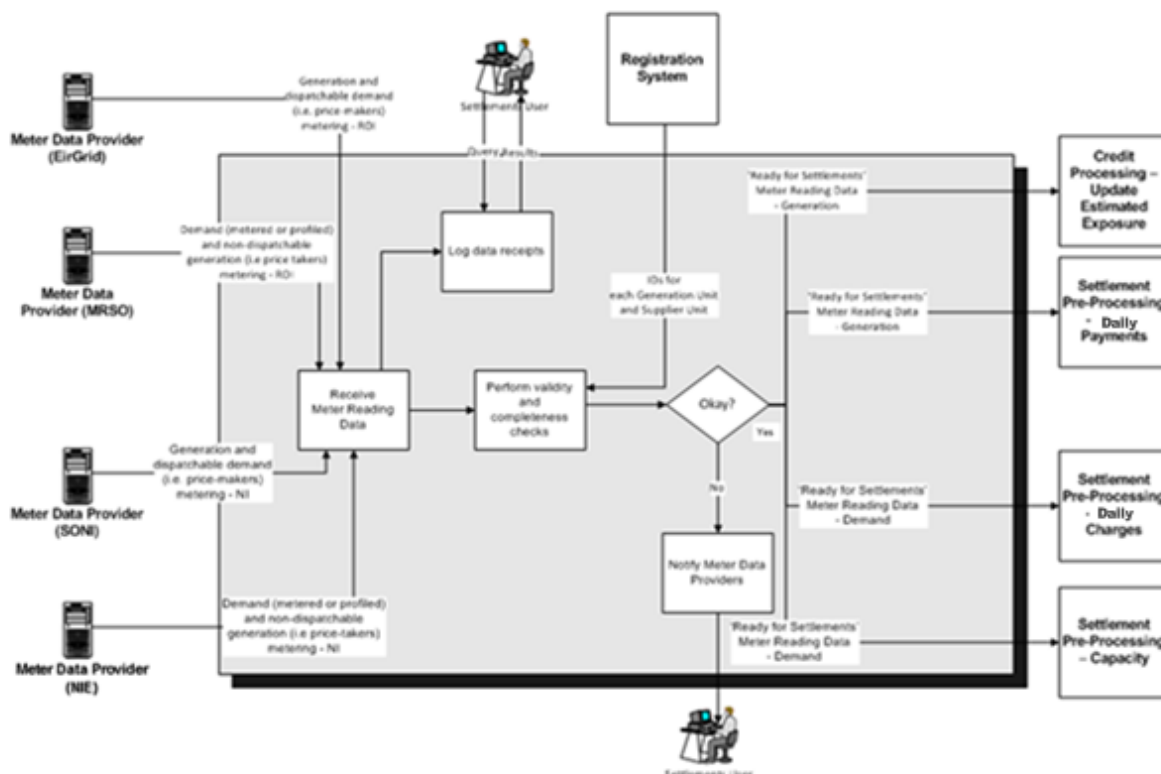 Generation and
dispatchable demand
(i.e. price-makers)
metering - ROI
Meter Data Provider
(EirGrid)
Settlements User
Query
Results
Registration
System
Demand (metered or profiled)
and non-dispatchable
generation (i.e price takers)
metering - ROI
Meter Data
Provider (MRSO)
Log data receipts
IDs for
each Generation Unit
and Supplier Unit
'Ready for Settlements'
Meter Reading Data
- Generation
Credit
Processing –
Update
Estimated
Exposure
'Ready for Settlements'
Meter Reading Data
- Generation
Settlement
Pre-Processing
- Daily
Payments
Receive
Meter Reading
Data
Perform validity
and
completeness
checks
Okay?
Yes
No
Generation and
dispatchable demand
(i.e. price-makers)
metering - NI
Meter Data Provider
(SONI)
'Ready for Settlements'
Meter Reading Data
- Demand
Settlement
Pre-Processing
- Daily
Charges
Notify Meter Data
Providers
Demand (metered or profiled)
and non-dispatchable
generation (i.e price-takers)
metering - NI
Meter Data Provider
(NIE)
'Ready for Settlements'
Meter Reading Data
- Demand
Settlement
Pre-Processing
– Capacity
Settlements User